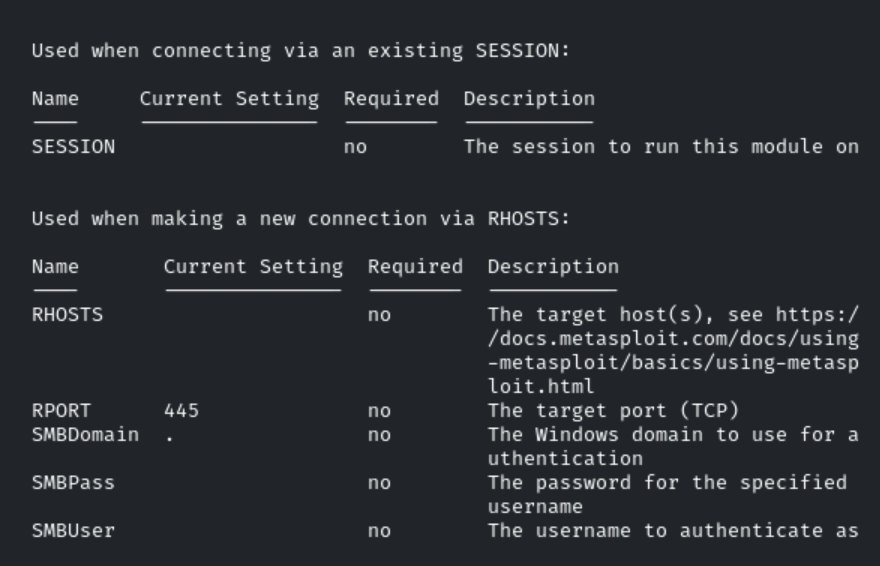 Used when connecting via an existing SESSION:
Name Current Setting Required Description
SESSION no The session to run this module on
Used when making a new connection via RHOSTS:
Name Current Setting Required Description
RHOSTS no The target host(s), see https:/
/docs.metasploit.com/docs/using
-metasploit/basics/using-metasp
loit.html
RPORT 445 no The target port (TCP)
SMBDomain . no The Windows domain to use for a
uthentication
SMBPass no The password for the specified
username
SMBUser no The username to authenticate as